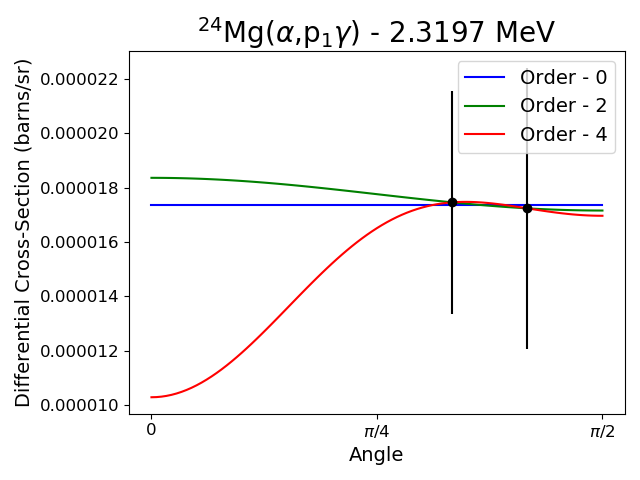 ²⁴Mg(α,p₁γ) - 2.3197 MeV
Order - 0
Order - 2
Order - 4
Differential Cross-Section (barns/sr)
0.000022
0.000020
0.000018
0.000016
0.000014
0.000012
0.000010
0
π/4
π/2
Angle